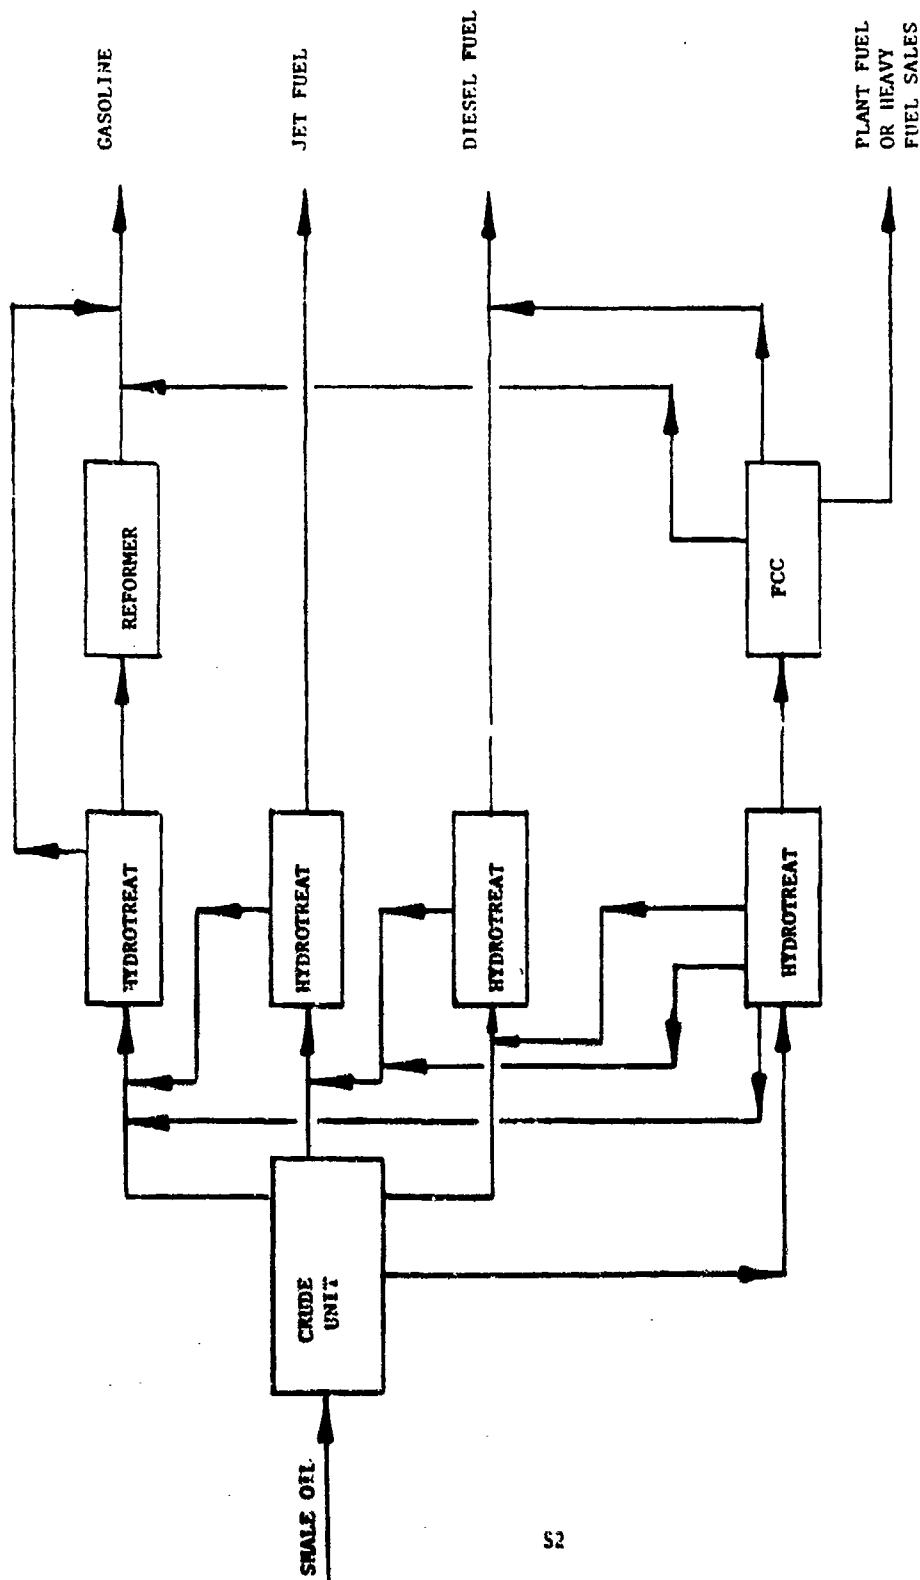 GASOLINE
JET FUEL
DIESEL FUEL
PLANT FUEL
OR HEAVY
FUEL SALES
REFORMER
FCC
HYDROTREAT
HYDROTREAT
HYDROTREAT
HYDROTREAT
CRUDE
UNIT
SHALE OIL
52